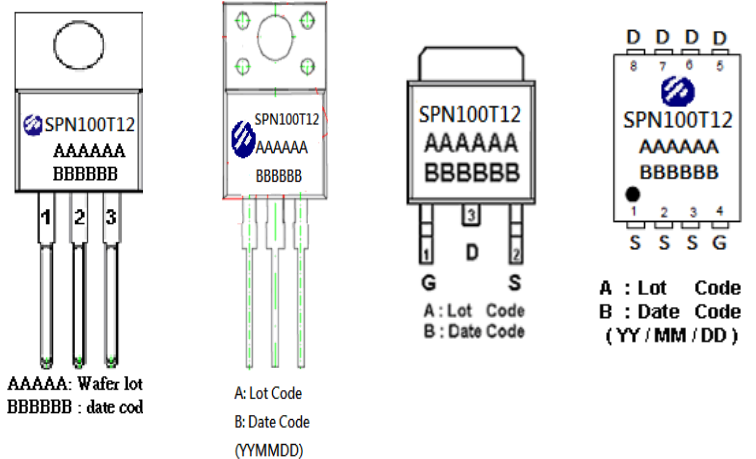 SPN100T12
AAAAAA
BBBBBB
1 2 3
AAAAA: Wafer lot
BBBBBB : date cod
SPN100T12
AAAAAA
BBBBBB
A: Lot Code
B: Date Code
(YYMMDD)
SPN100T12
AAAAAA
BBBBBB
1 3 2
G D S
A : Lot Code
B : Date Code
D D D D
8 7 6 5
SPN100T12
AAAAAA
BBBBBB
1 2 3 4
S S S G
A : Lot Code
B : Date Code
( YY / MM / DD )